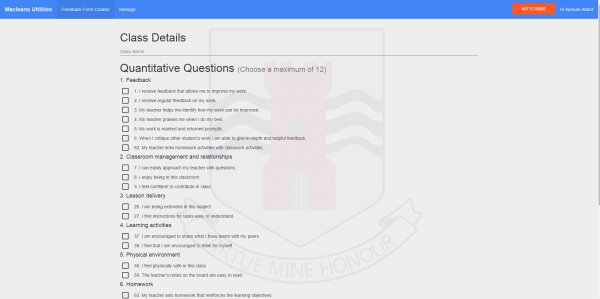 Macleans Utilities Feedback Form Creator Manage MY FORMS Hi Samuel Alland
Class Details
Class Name
Quantitative Questions (Choose a maximum of 12)
1. Feedback
1. I receive feedback that allows me to improve my work.
2. I receive regular feedback on my work.
3. My teacher helps me identify how my work can be improved.
4. My teacher praises me when I do my best.
5. My work is marked and returned promptly.
6. When I critique other student's work I am able to give in-depth and helpful feedback
62. My teacher links homework activities with classwork activities.
2. Classroom management and relationships
7. I can easily approach my teacher with questions.
8. I enjoy being in this classroom.
9. I feel confident to contribute in class.
3. Lesson delivery
26. I am being extended in this subject.
27. I find instructions for tasks easy to understand.
4. Learning activities
37. I am encouraged to share what I have learnt with my peers.
38. I feel that I am encouraged to think for myself
5. Physical environment
58. I feel physically safe in this class
59. The teacher's notes on the board are easy to read
6. Homework
63. My teacher sets homework that reinforces the learning objectives.
MINE HONOUR